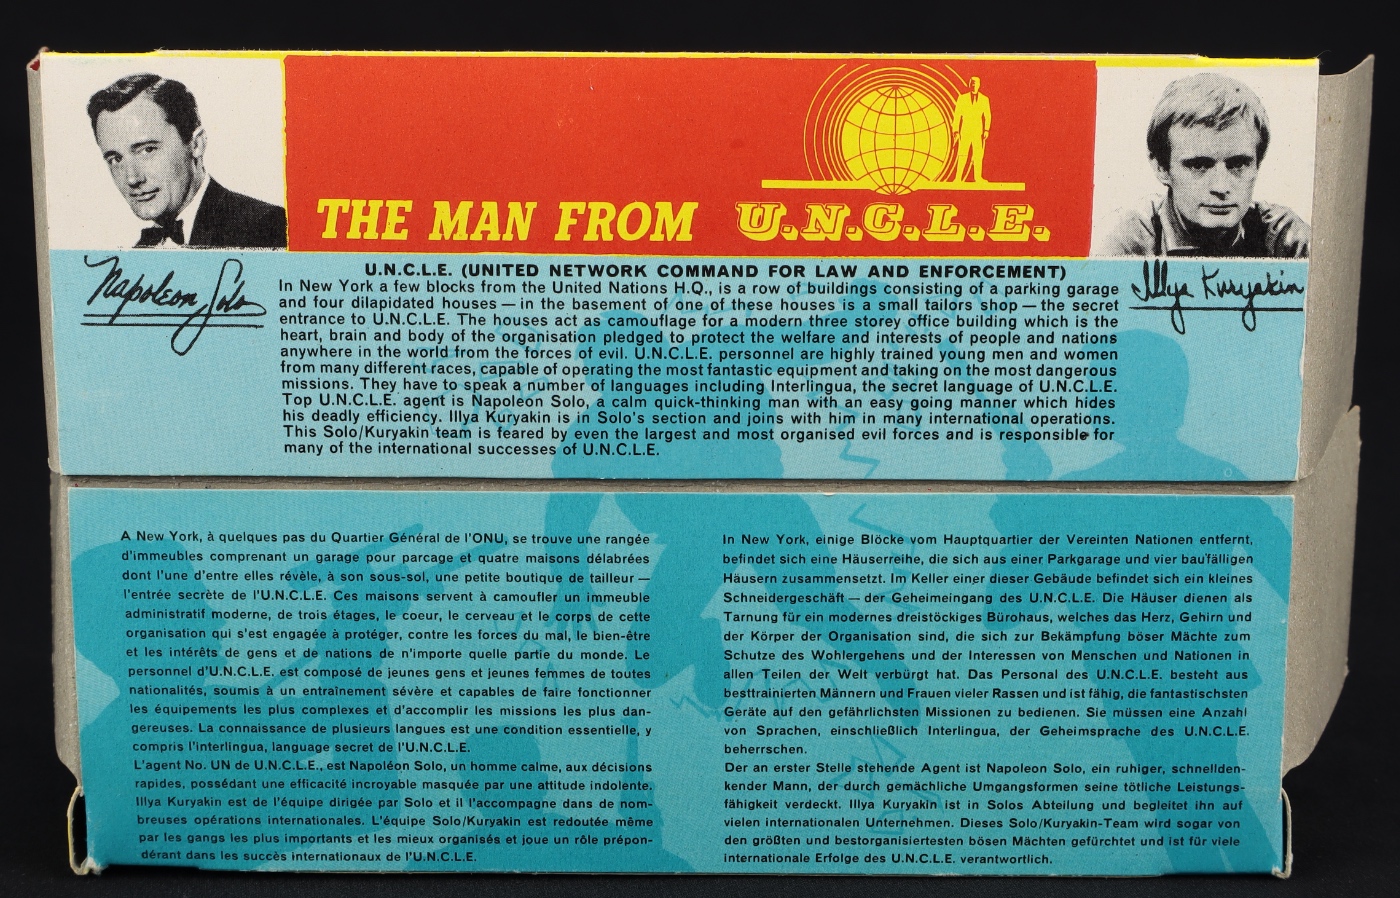 THE MAN FROM U.N.C.L.E.
Napoleon Solo
Illya Kuryakin
U.N.C.L.E. (UNITED NETWORK COMMAND FOR LAW AND ENFORCEMENT)
In New York a few blocks from the United Nations H.Q., is a row of buildings consisting of a parking garage
and four dilapidated houses — in the basement of one of these houses is a small tailors shop — the secret
entrance to U.N.C.L.E. The houses act as camouflage for a modern three storey office building which is the
heart, brain and body of the organisation pledged to protect the welfare and interests of people and nations
anywhere in the world from the forces of evil. U.N.C.L.E. personnel are highly trained young men and women
from many different races, capable of operating the most fantastic equipment and taking on the most dangerous
missions. They have to speak a number of languages including Interlingua, the secret language of U.N.C.L.E.
Top U.N.C.L.E. agent is Napoleon Solo, a calm quick-thinking man with an easy going manner which hides
his deadly efficiency. Illya Kuryakin is in Solo's section and joins with him in many international operations.
This Solo/Kuryakin team is feared by even the largest and most organised evil forces and is responsible for
many of the international successes of U.N.C.L.E.
A New York, à quelques pas du Quartier Général de l'ONU, se trouve une rangée
d'immeubles comprenant un garage pour parcage et quatre maisons délabrées
dont l'une d'entre elles révèle, à son sous-sol, une petite boutique de tailleur —
l'entrée secrète de l'U.N.C.L.E. Ces maisons servent à camoufler un immeuble
administratif moderne, de trois étages, le coeur, le cerveau et le corps de cette
organisation qui s'est engagée à protéger, contre les forces du mal, le bien-être
et les intérêts de gens et de nations de n'importe quelle partie du monde. Le
personnel d'U.N.C.L.E. est composé de jeunes gens et jeunes femmes de toutes
nationalités, soumis à un entraînement sévère et capables de faire fonctionner
les équipements les plus complexes et d'accomplir les missions les plus dan-
gereuses. La connaissance de plusieurs langues est une condition essentielle, y
compris l'interlingua, language secret de l'U.N.C.L.E.
L'agent No. UN de U.N.C.L.E., est Napoléon Solo, un homme calme, aux décisions
rapides, possédant une efficacité incroyable masquée par une attitude indolente.
Illya Kuryakin est de l'équipe dirigée par Solo et il l'accompagne dans de nom-
breuses opérations internationales. L'équipe Solo/Kuryakin est redoutée même
par les gangs les plus importants et les mieux organisés et joue un rôle prépon-
dérant dans les succès internationaux de l'U.N.C.L.E.
In New York, einige Blöcke vom Hauptquartier der Vereinten Nationen entfernt,
befindet sich eine Häuserreihe, die sich aus einer Parkgarage und vier baufälligen
Häusern zusammensetzt. Im Keller einer dieser Gebäude befindet sich ein kleines
Schneidergeschäft — der Geheimeingang des U.N.C.L.E. Die Häuser dienen als
Tarnung für ein modernes dreistöckiges Bürohaus, welches das Herz, Gehirn und
der Körper der Organisation sind, die sich zur Bekämpfung böser Mächte zum
Schutze des Wohlergehens und der Interessen von Menschen und Nationen in
allen Teilen der Welt verbürgt hat. Das Personal des U.N.C.L.E. besteht aus
besttrainierten Männern und Frauen vieler Rassen und ist fähig, die fantastischsten
Geräte auf den gefährlichsten Missionen zu bedienen. Sie müssen eine Anzahl
von Sprachen, einschließlich Interlingua, der Geheimsprache des U.N.C.L.E.
beherrschen.
Der an erster Stelle stehende Agent ist Napoleon Solo, ein ruhiger, schnellden-
kender Mann, der durch gemächliche Umgangsformen seine tötliche Leistungs-
fähigkeit verdeckt. Illya Kuryakin ist in Solos Abteilung und begleitet ihn auf
vielen internationalen Unternehmen. Dieses Solo/Kuryakin-Team wird sogar von
den größten und bestorganisiertesten bösen Mächten gefürchtet und ist für viele
internationale Erfolge des U.N.C.L.E. verantwortlich.